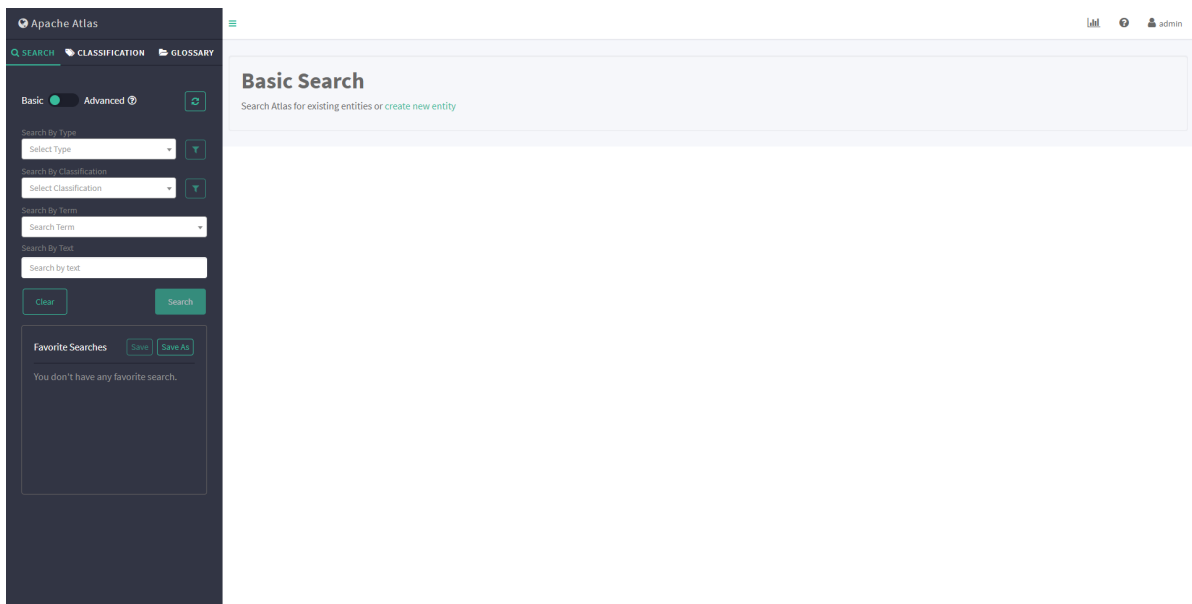 Apache Atlas
admin
SEARCH CLASSIFICATION GLOSSARY
Basic Advanced
Search By Type
Select Type
Search By Classification
Select Classification
Search By Term
Search Term
Search By Text
Search by text
Clear Search
Favorite Searches Save Save As
You don't have any favorite search.
Basic Search
Search Atlas for existing entities or create new entity